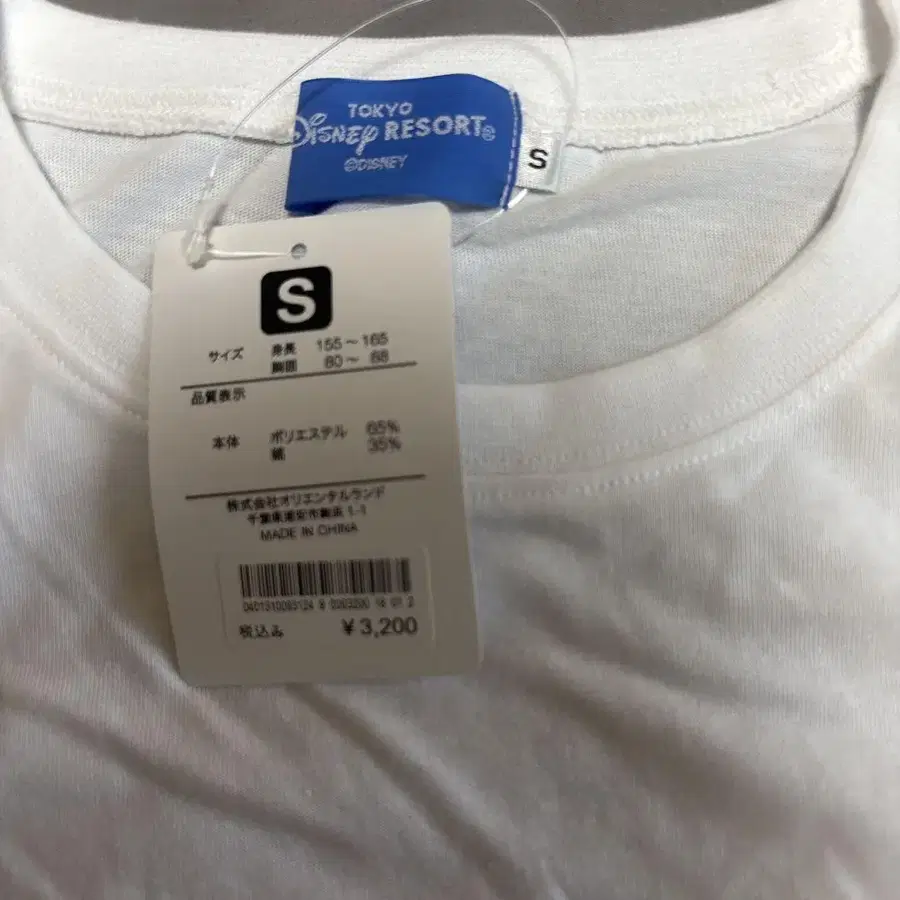 TOKYO
Disney RESORT®
©DISNEY
S
S
サイズ 身長 155～165
胸囲 80～ 88
品質表示
本体 ポリエステル 65%
綿 35%
株式会社オリエンタルランド
千葉県浦安市舞浜 1-1
MADE IN CHINA
税込み ¥3,200